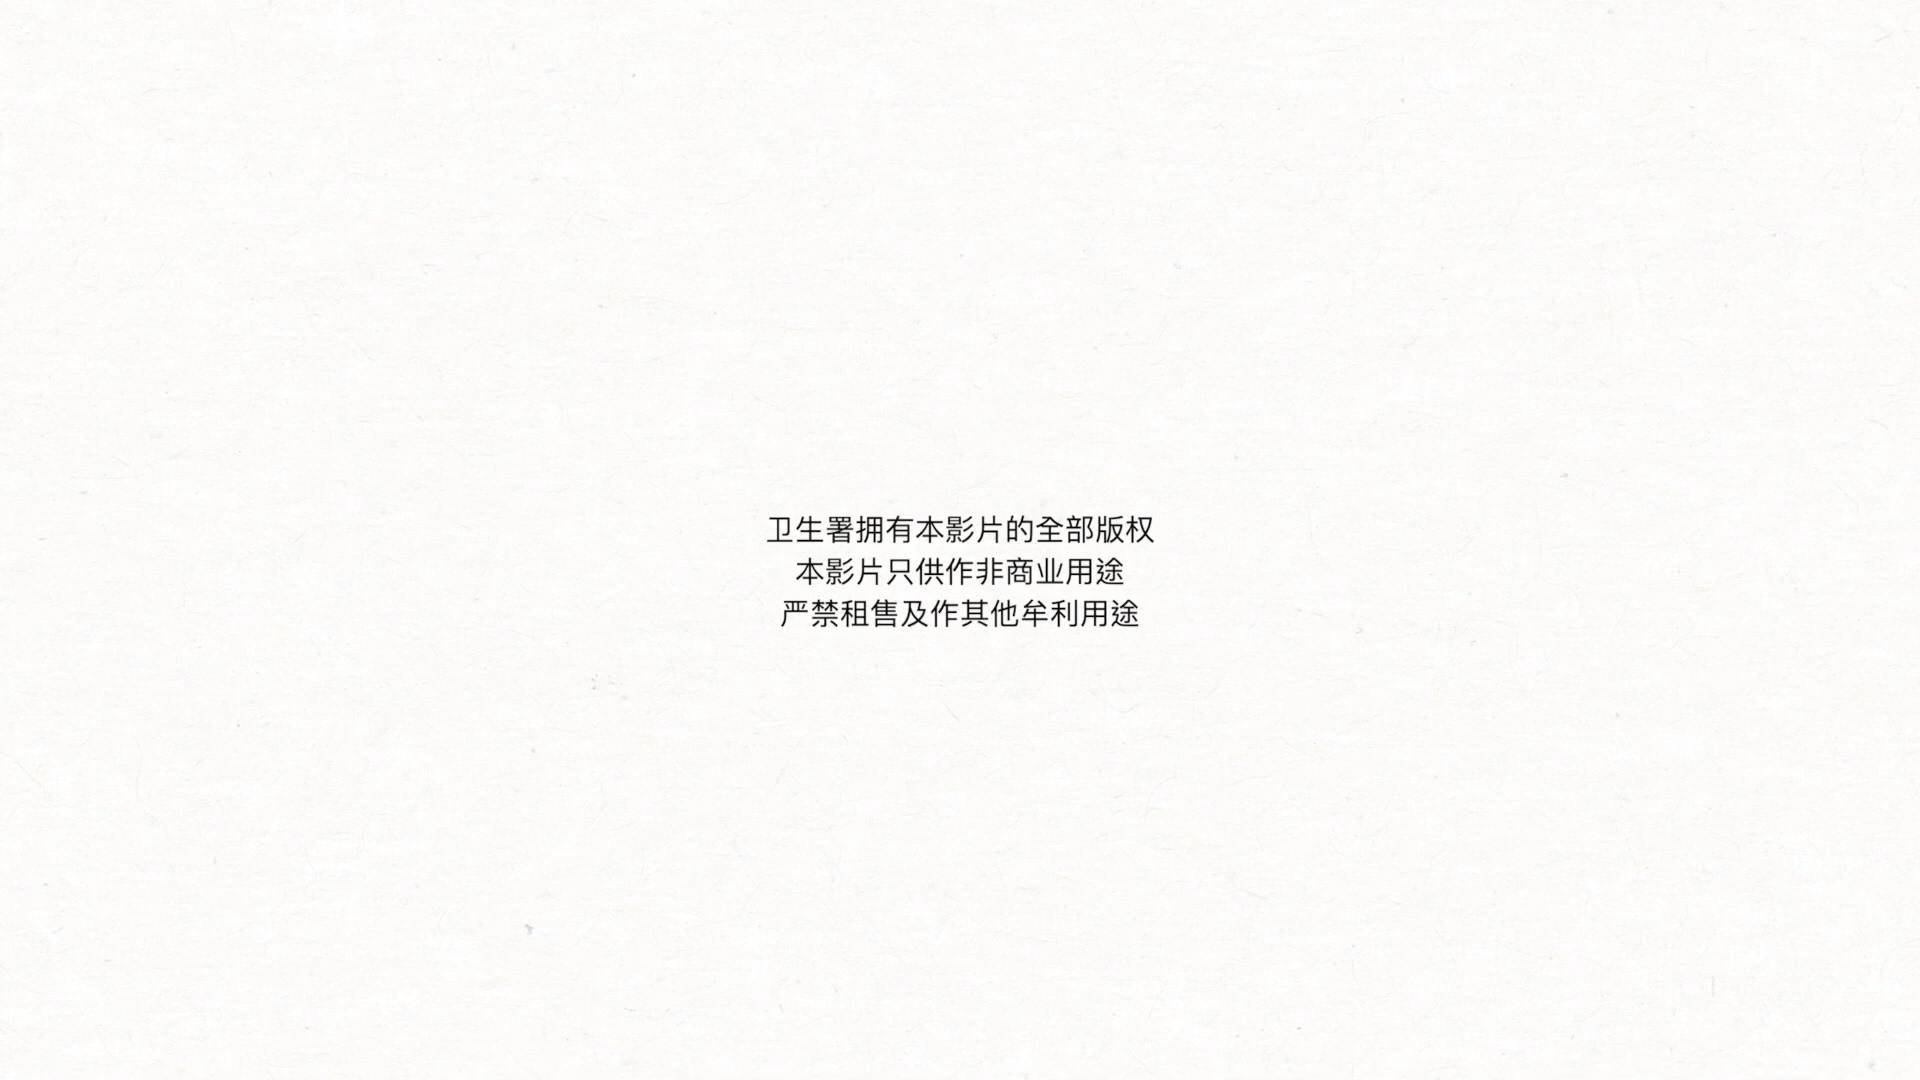 卫生署拥有本影片的全部版权
本影片只供作非商业用途
严禁租售及作其他牟利用途